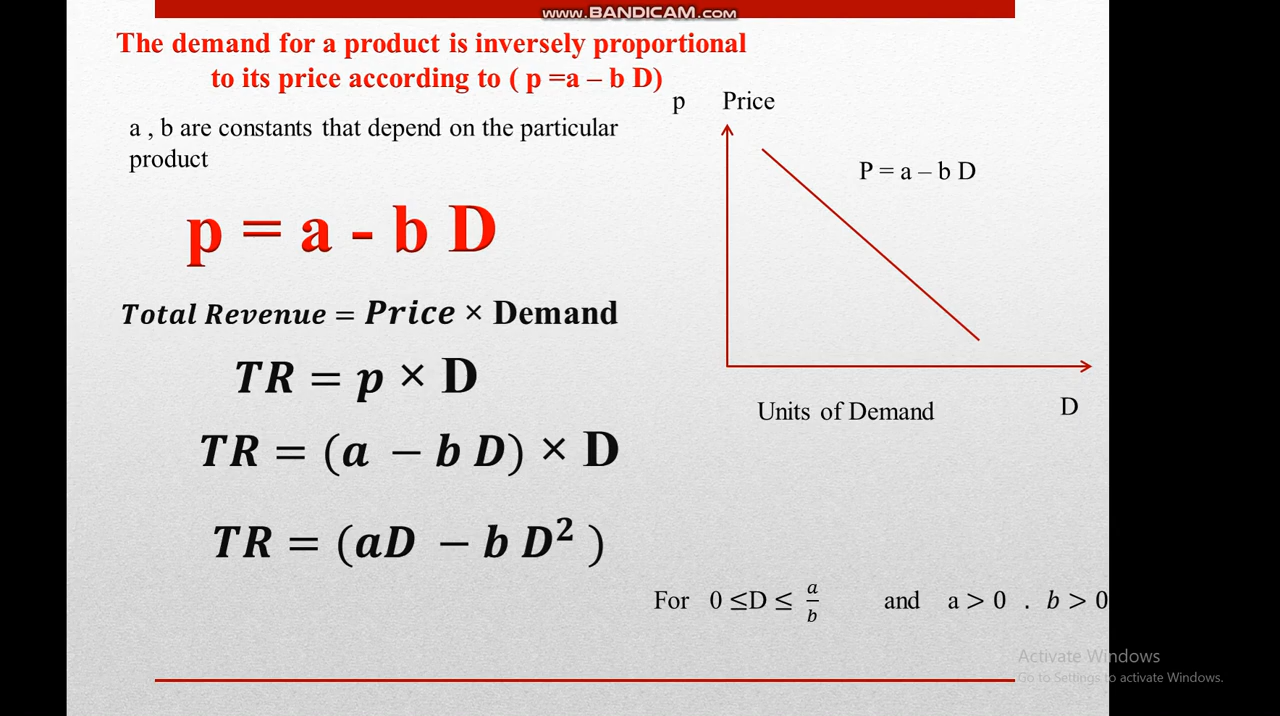 www.BANDICAM.com
The demand for a product is inversely proportional
to its price according to ( p =a – b D)
p Price
a , b are constants that depend on the particular
product
P = a – b D
p = a - b D
Total Revenue = Price × Demand
TR = p × D
Units of Demand D
TR = (a − b D) × D
TR = (aD − b D² )
For 0 ≤D ≤ a/b and a > 0 . b > 0
Activate Windows
Go to Settings to activate Windows.